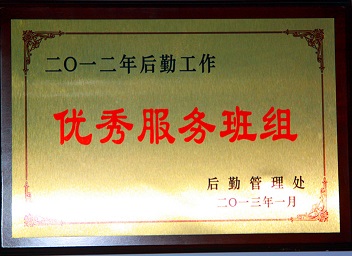 二〇一二年后勤工作
优秀服务班组
后勤管理处
二〇一三年一月